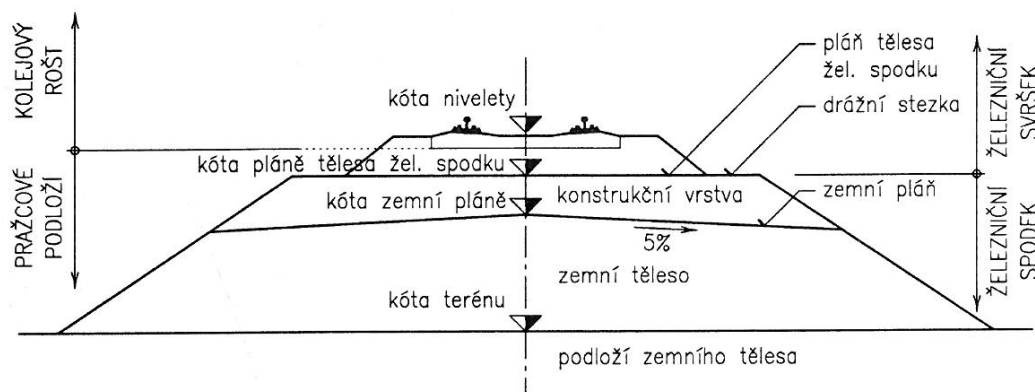 KOLEJOVÝ
ROŠT
PRAŽCOVÉ
PODLOŽÍ
kóta nivelety
kóta pláně tělesa žel. spodku
kóta zemní pláně
konstrukční vrstva
5%
zemní těleso
kóta terénu
podloží zemního tělesa
pláň tělesa
žel. spodku
drážní stezka
zemní pláň
ŽELEZNIČNÍ
SVRŠEK
ŽELEZNIČNÍ
SPODEK